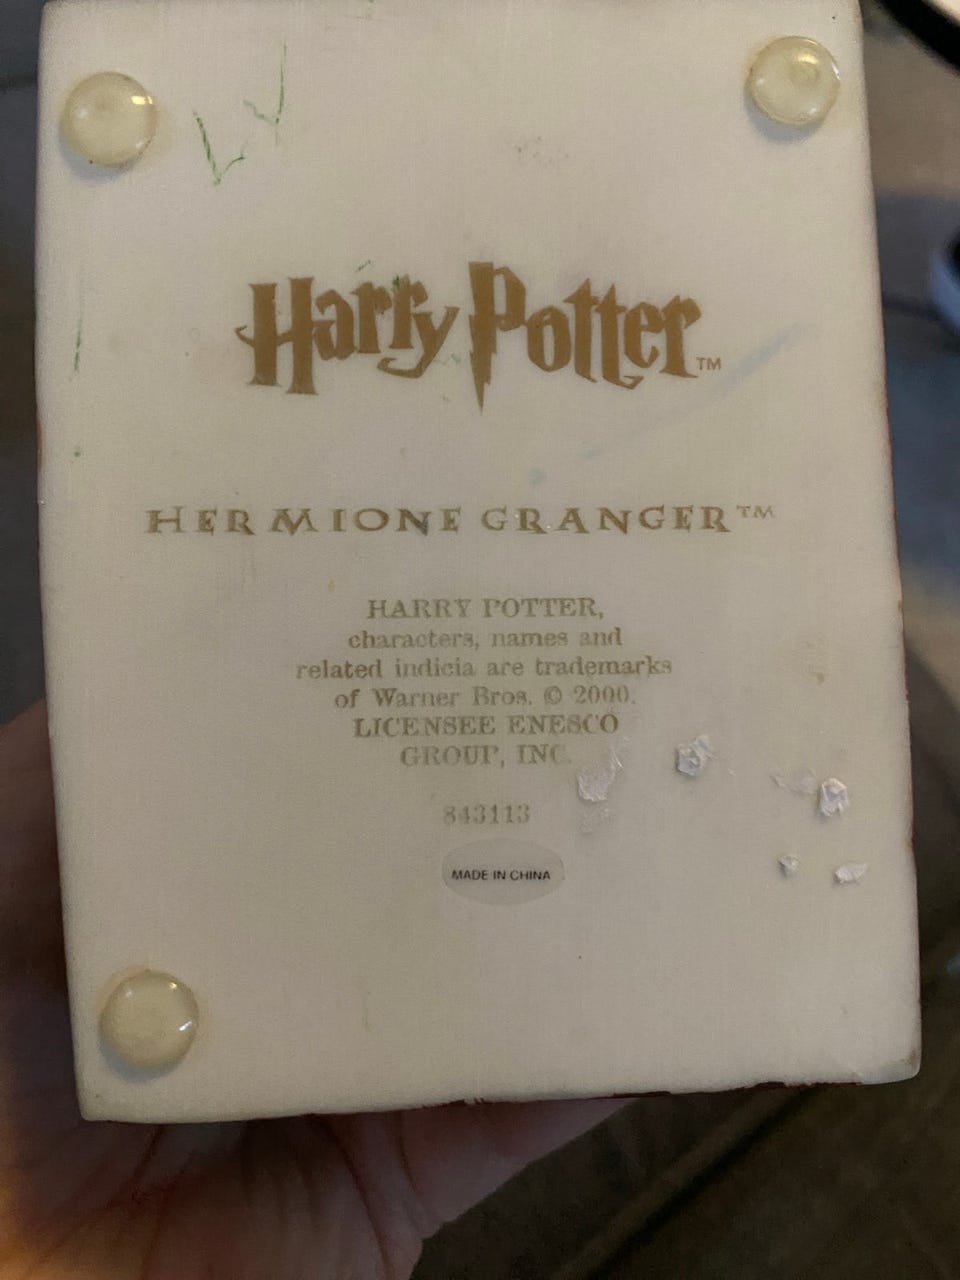 Harry Potter™
HERMIONE GRANGER™
HARRY POTTER,
characters, names and
related indicia are trademarks
of Warner Bros. © 2000.
LICENSEE ENESCO
GROUP, INC.
843113
MADE IN CHINA